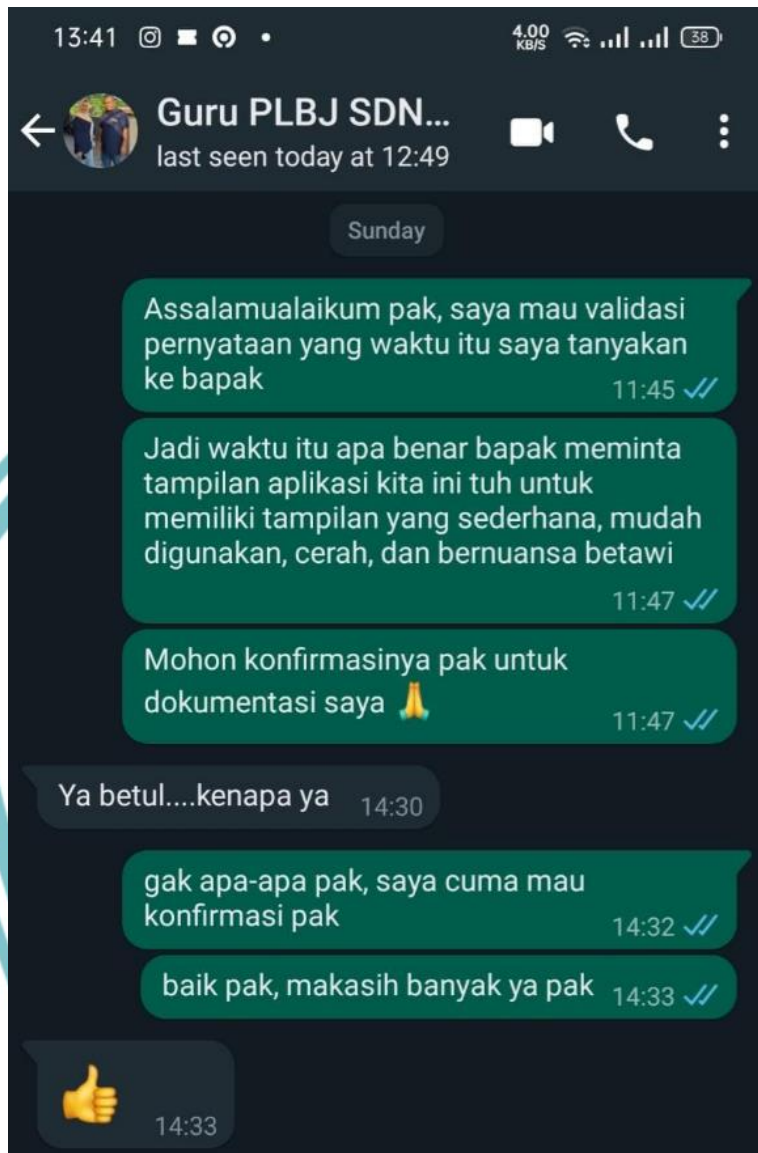 13:41 4.00 KB/S 38
Guru PLBJ SDN...
last seen today at 12:49
Sunday
Assalamualaikum pak, saya mau validasi
pernyataan yang waktu itu saya tanyakan
ke bapak
11:45
Jadi waktu itu apa benar bapak meminta
tampilan aplikasi kita ini tuh untuk
memiliki tampilan yang sederhana, mudah
digunakan, cerah, dan bernuansa betawi
11:47
Mohon konfirmasinya pak untuk
dokumentasi saya 🙏
11:47
Ya betul....kenapa ya 14:30
gak apa-apa pak, saya cuma mau
konfirmasi pak
14:32
baik pak, makasih banyak ya pak 14:33
👍 14:33